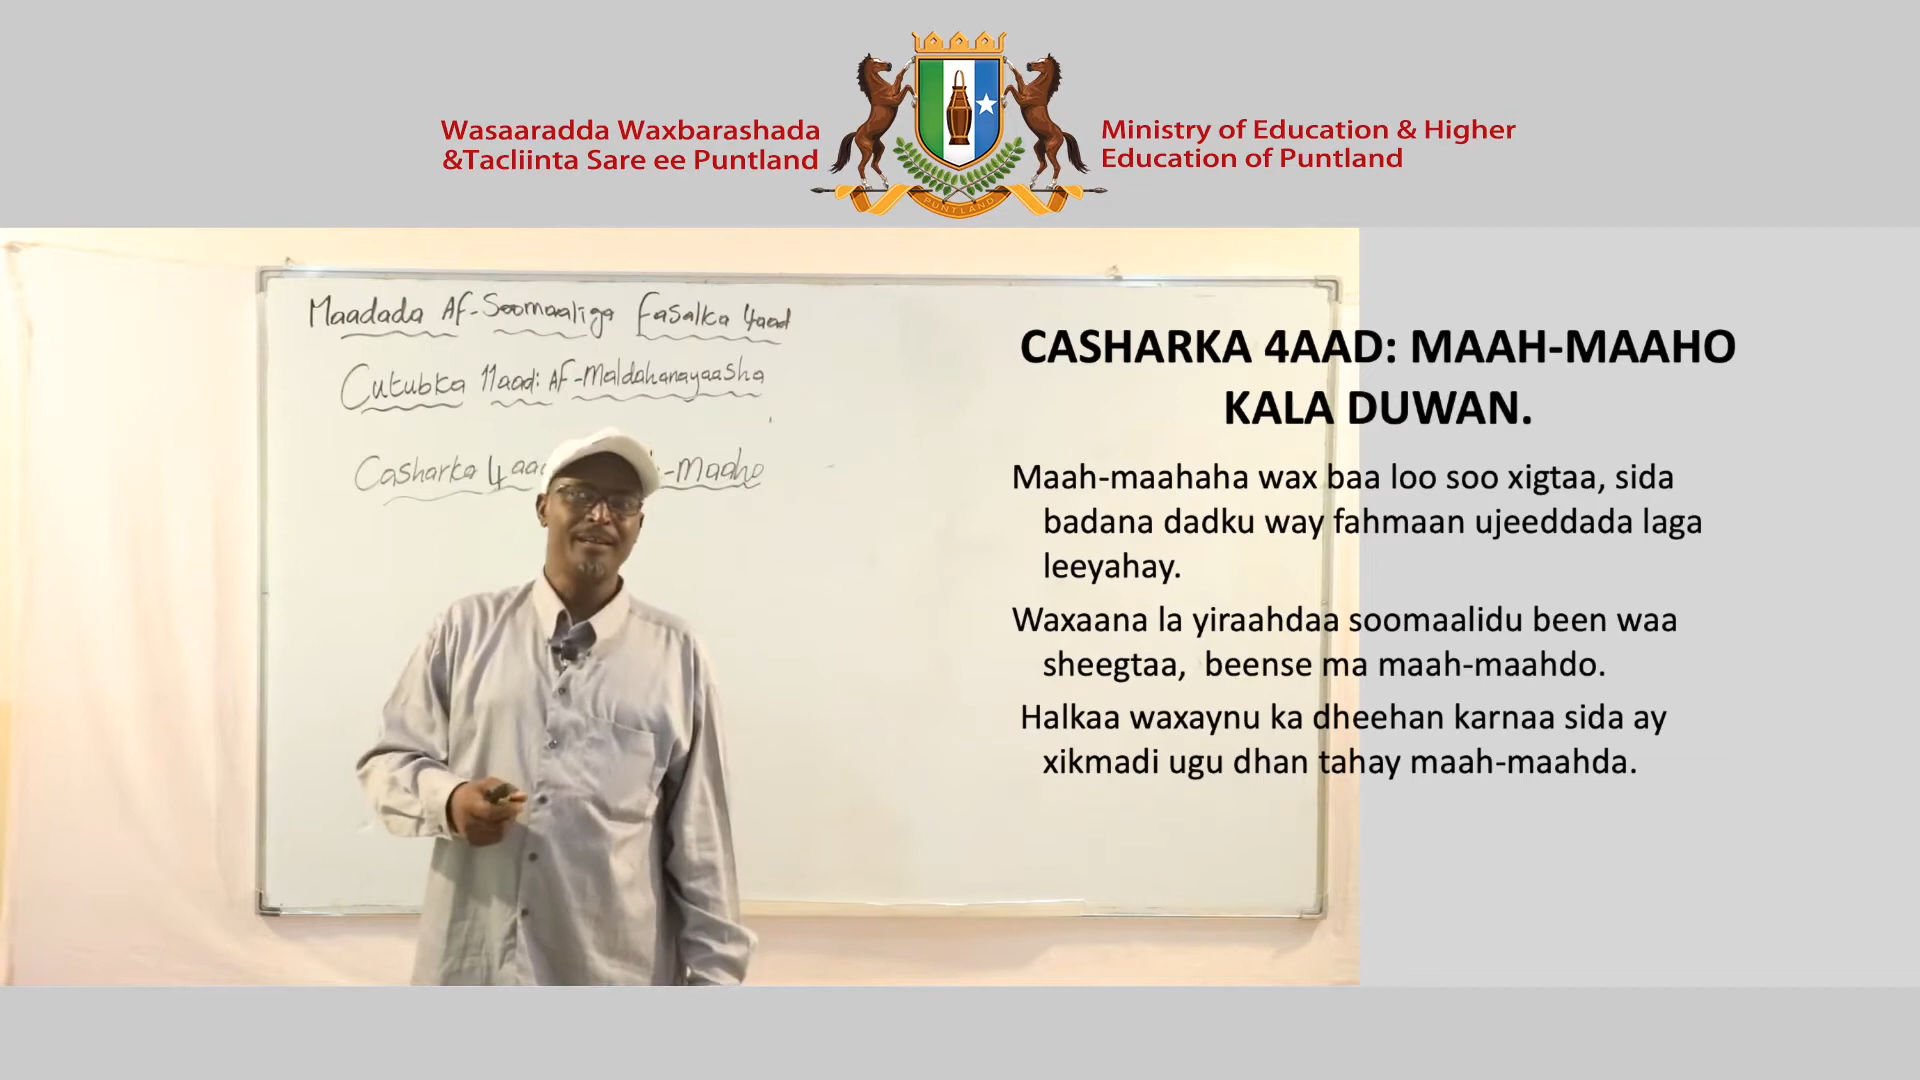 Wasaaradda Waxbarashada
&Tacliinta Sare ee Puntland
PUNTLAND
Ministry of Education & Higher
Education of Puntland
Maadada Af-Soomaaliga Fasalka 4aad
Cutubka 11aad: Af-Maldahanayaasha
Casharka 4aa -maaho
CASHARKA 4AAD: MAAH-MAAHO
KALA DUWAN.
Maah-maahaha wax baa loo soo xigtaa, sida
badana dadku way fahmaan ujeeddada laga
leeyahay.
Waxaana la yiraahdaa soomaalidu been waa
sheegtaa, beense ma maah-maahdo.
Halkaa waxaynu ka dheehan karnaa sida ay
xikmadi ugu dhan tahay maah-maahda.